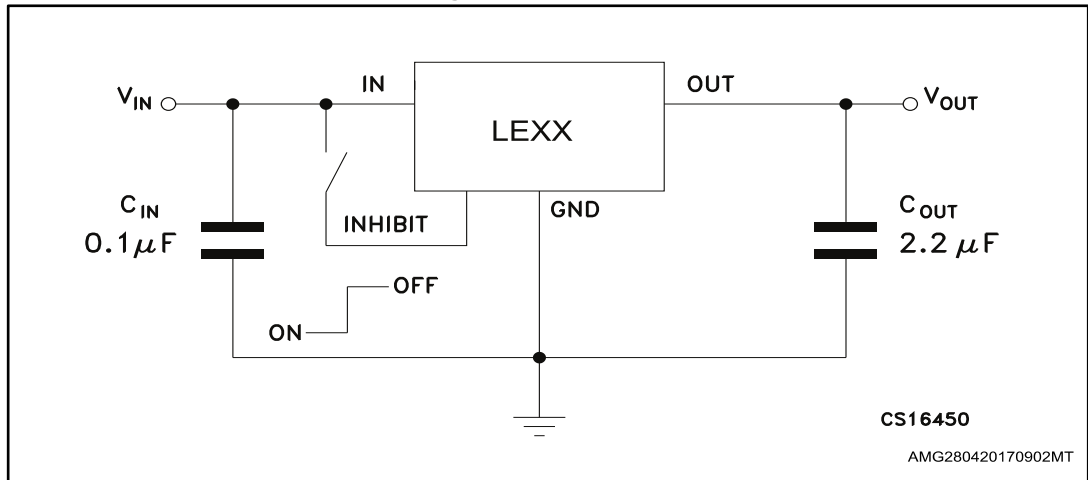 V_IN
IN
LEXX
OUT
V_OUT
C_IN
0.1μF
INHIBIT
GND
C_OUT
2.2 μF
OFF
ON
CS16450
AMG280420170902MT